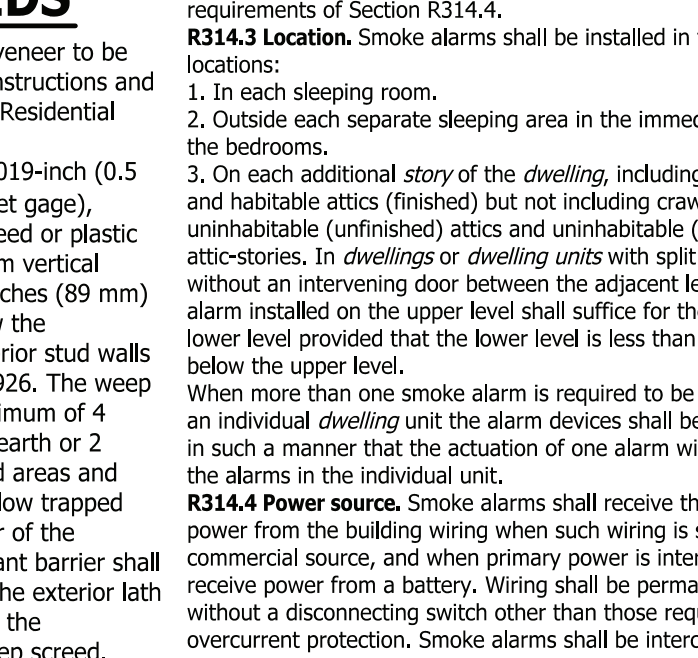 EDS
veneer to be
nstructions and
Residential
019-inch (0.5
et gage),
eed or plastic
m vertical
ches (89 mm)
w the
rior stud walls
926. The weep
imum of 4
earth or 2
d areas and
low trapped
r of the
ant barrier shall
he exterior lath
the
ep screed.
requirements of Section R314.4.
R314.3 Location. Smoke alarms shall be installed in
locations:
1. In each sleeping room.
2. Outside each separate sleeping area in the immed
the bedrooms.
3. On each additional story of the dwelling, including
and habitable attics (finished) but not including craw
uninhabitable (unfinished) attics and uninhabitable (
attic-stories. In dwellings or dwelling units with split
without an intervening door between the adjacent le
alarm installed on the upper level shall suffice for the
lower level provided that the lower level is less than
below the upper level.
When more than one smoke alarm is required to be
an individual dwelling unit the alarm devices shall be
in such a manner that the actuation of one alarm wi
the alarms in the individual unit.
R314.4 Power source. Smoke alarms shall receive th
power from the building wiring when such wiring is s
commercial source, and when primary power is inter
receive power from a battery. Wiring shall be perma
without a disconnecting switch other than those requ
overcurrent protection. Smoke alarms shall be interc